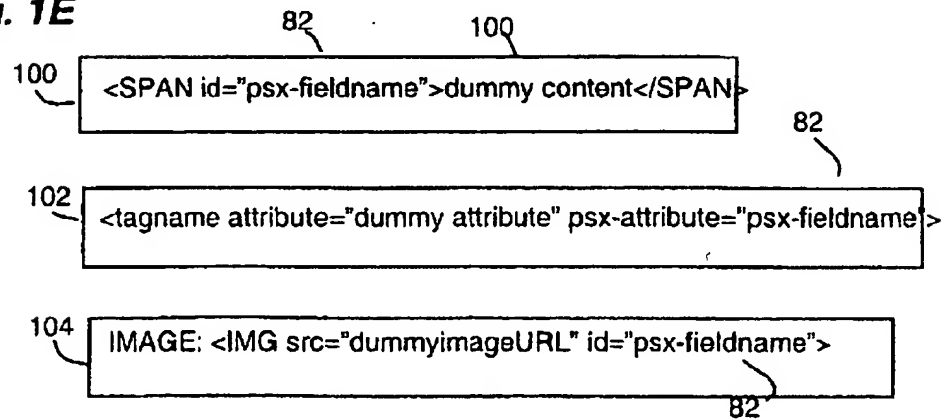 1E
82
100
100
<SPAN id="psx-fieldname">dummy content</SPAN>
82
102
<tagname attribute="dummy attribute" psx-attribute="psx-fieldname">
104
IMAGE: <IMG src="dummyimageURL" id="psx-fieldname">
82